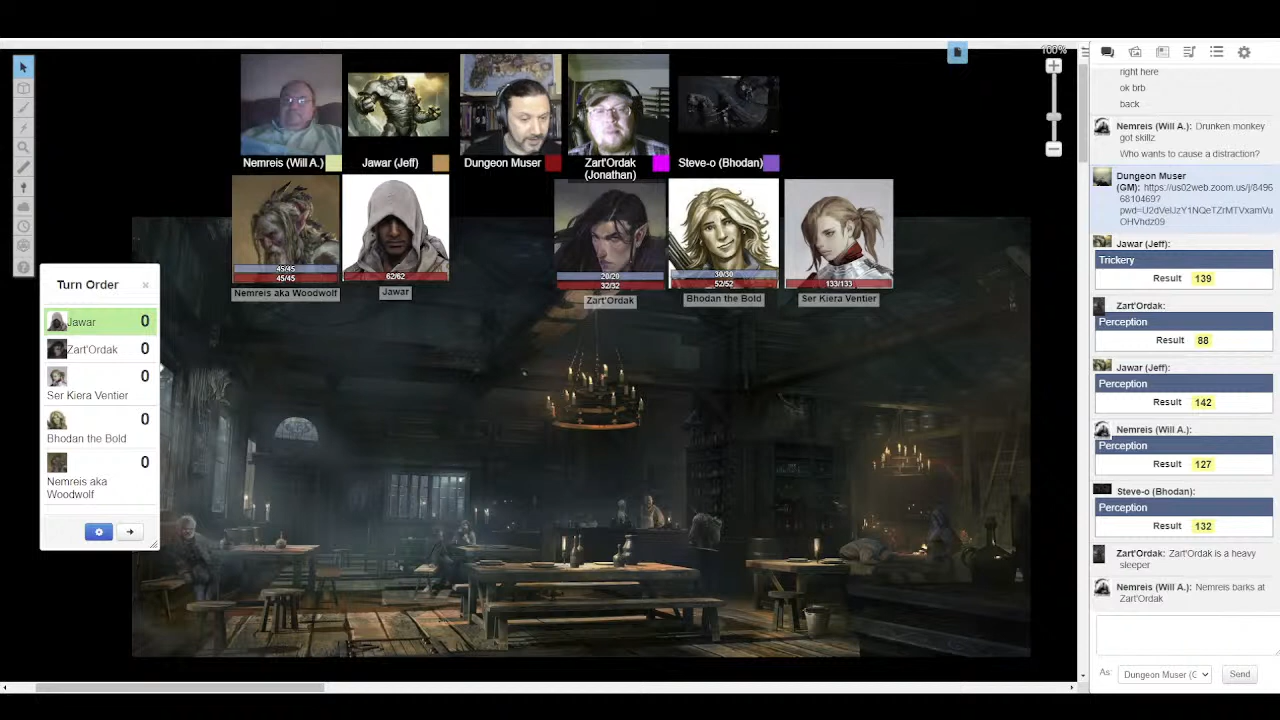 100%
Nemreis (Will A.)
Jawar (Jeff)
Dungeon Muser
Zart'Ordak
(Jonathan)
Steve-o (Bhodan)
45/45
45/45
62/62
20/20
32/32
30/30
52/52
133/133
Nemreis aka Woodwolf
Jawar
Zart'Ordak
Bhodan the Bold
Ser Kiera Ventier
Turn Order
×
Jawar 0
Zart'Ordak 0
0
Ser Kiera Ventier
0
Bhodan the Bold
0
Nemreis aka
Woodwolf
right here
ok brb
back
Nemreis (Will A.): Drunken monkey
got skillz
Who wants to cause a distraction?
Dungeon Muser
(GM): https://us02web.zoom.us/j/8496
6810469?
Jawar (Jeff):
Trickery
Result 139
Zart'Ordak:
Perception
Result 88
Jawar (Jeff):
Perception
Result 142
Nemreis (Will A.):
Perception
Result 127
Steve-o (Bhodan):
Perception
Result 132
Zart'Ordak: Zart'Ordak is a heavy
sleeper
Nemreis (Will A.): Nemreis barks at
Zart'Ordak
As: Dungeon Muser (C
Send